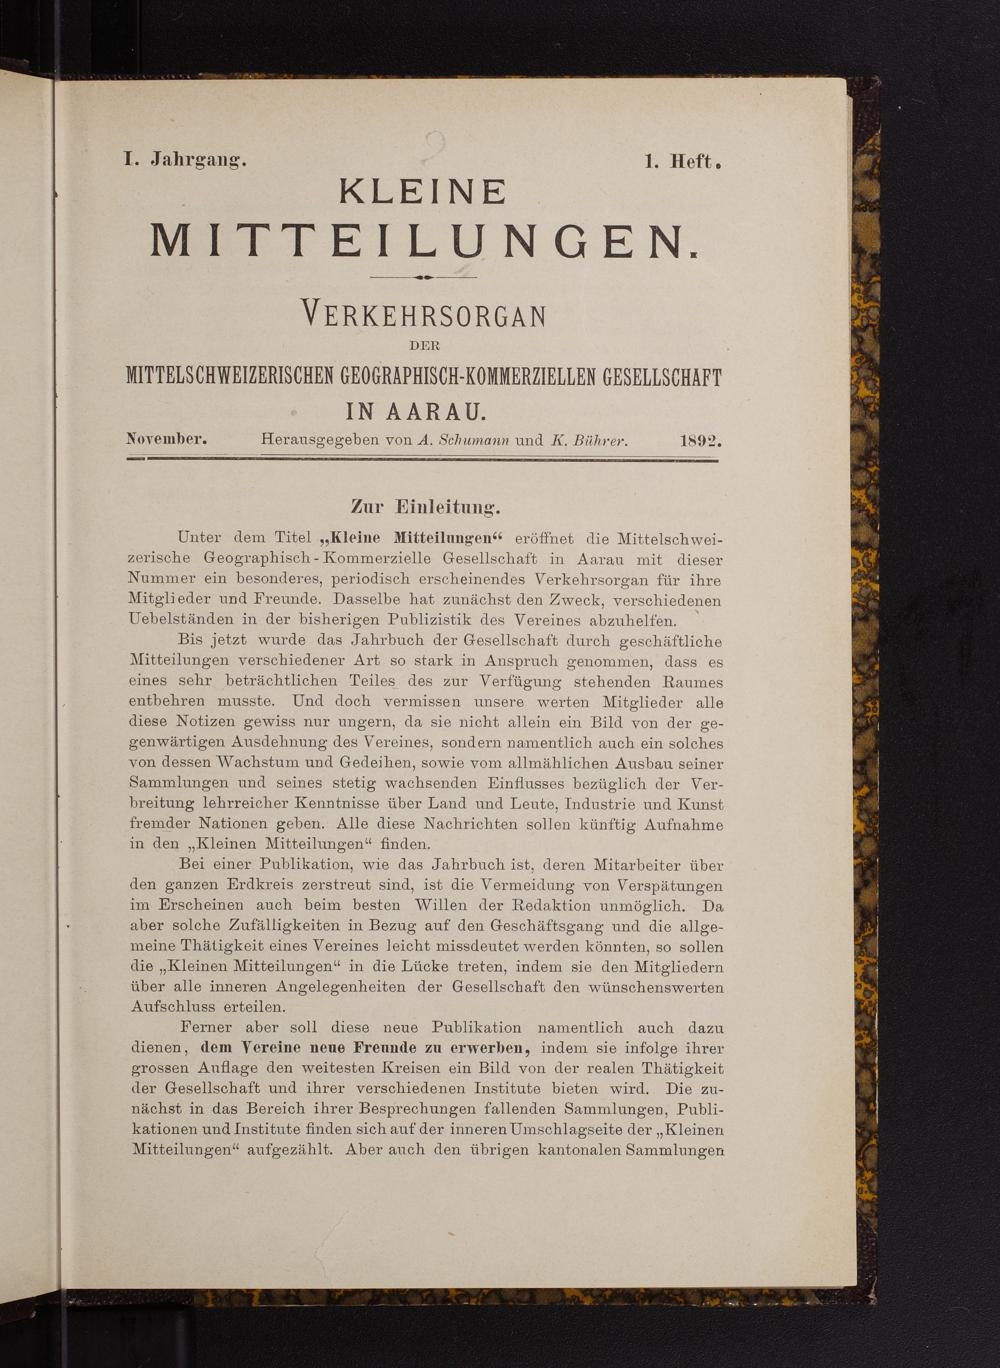 I. Jahrgang. 1. Heft.
KLEINE
MITTEILUNGEN.
VERKEHRSORGAN
DER
MITTELSCHWEIZERISCHEN GEOGRAPHISCH-KOMMERZIELLEN GESELLSCHAFT
IN AARAU.
November. Herausgegeben von A. Schumann und K. Bührer. 1892.
Zur Einleitung.
Unter dem Titel „Kleine Mitteilungen“ eröffnet die Mittelschwei-
zerische Geographisch-Kommerzielle Gesellschaft in Aarau mit dieser
Nummer ein besonderes, periodisch erscheinendes Verkehrsorgan für ihre
Mitglieder und Freunde. Dasselbe hat zunächst den Zweck, verschiedenen
Uebelständen in der bisherigen Publizistik des Vereines abzuhelfen.
Bis jetzt wurde das Jahrbuch der Gesellschaft durch geschäftliche
Mitteilungen verschiedener Art so stark in Anspruch genommen, dass es
eines sehr beträchtlichen Teiles des zur Verfügung stehenden Raumes
entbehren musste. Und doch vermissen unsere werten Mitglieder alle
diese Notizen gewiss nur ungern, da sie nicht allein ein Bild von der ge-
genwärtigen Ausdehnung des Vereines, sondern namentlich auch ein solches
von dessen Wachstum und Gedeihen, sowie vom allmählichen Ausbau seiner
Sammlungen und seines stetig wachsenden Einflusses bezüglich der Ver-
breitung lehrreicher Kenntnisse über Land und Leute, Industrie und Kunst
fremder Nationen geben. Alle diese Nachrichten sollen künftig Aufnahme
in den „Kleinen Mitteilungen“ finden.
Bei einer Publikation, wie das Jahrbuch ist, deren Mitarbeiter über
den ganzen Erdkreis zerstreut sind, ist die Vermeidung von Verspätungen
im Erscheinen auch beim besten Willen der Redaktion unmöglich. Da
aber solche Zufälligkeiten in Bezug auf den Geschäftsgang und die allge-
meine Thätigkeit eines Vereines leicht missdeutet werden könnten, so sollen
die „Kleinen Mitteilungen“ in die Lücke treten, indem sie den Mitgliedern
über alle inneren Angelegenheiten der Gesellschaft den wünschenswerten
Aufschluss erteilen.
Ferner aber soll diese neue Publikation namentlich auch dazu
dienen, dem Vereine neue Freunde zu erwerben, indem sie infolge ihrer
grossen Auflage den weitesten Kreisen ein Bild von der realen Thätigkeit
der Gesellschaft und ihrer verschiedenen Institute bieten wird. Die zu-
nächst in das Bereich ihrer Besprechungen fallenden Sammlungen, Publi-
kationen und Institute finden sich auf der inneren Umschlagseite der „Kleinen
Mitteilungen“ aufgezählt. Aber auch den übrigen kantonalen Sammlungen